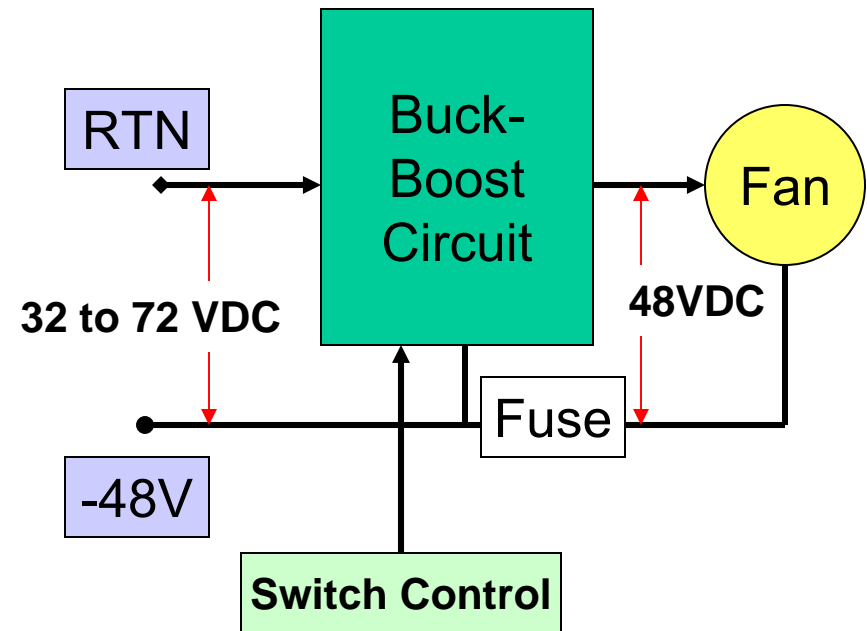 RTN
Buck-
Boost
Circuit
Fan
32 to 72 VDC
48VDC
Fuse
-48V
Switch Control